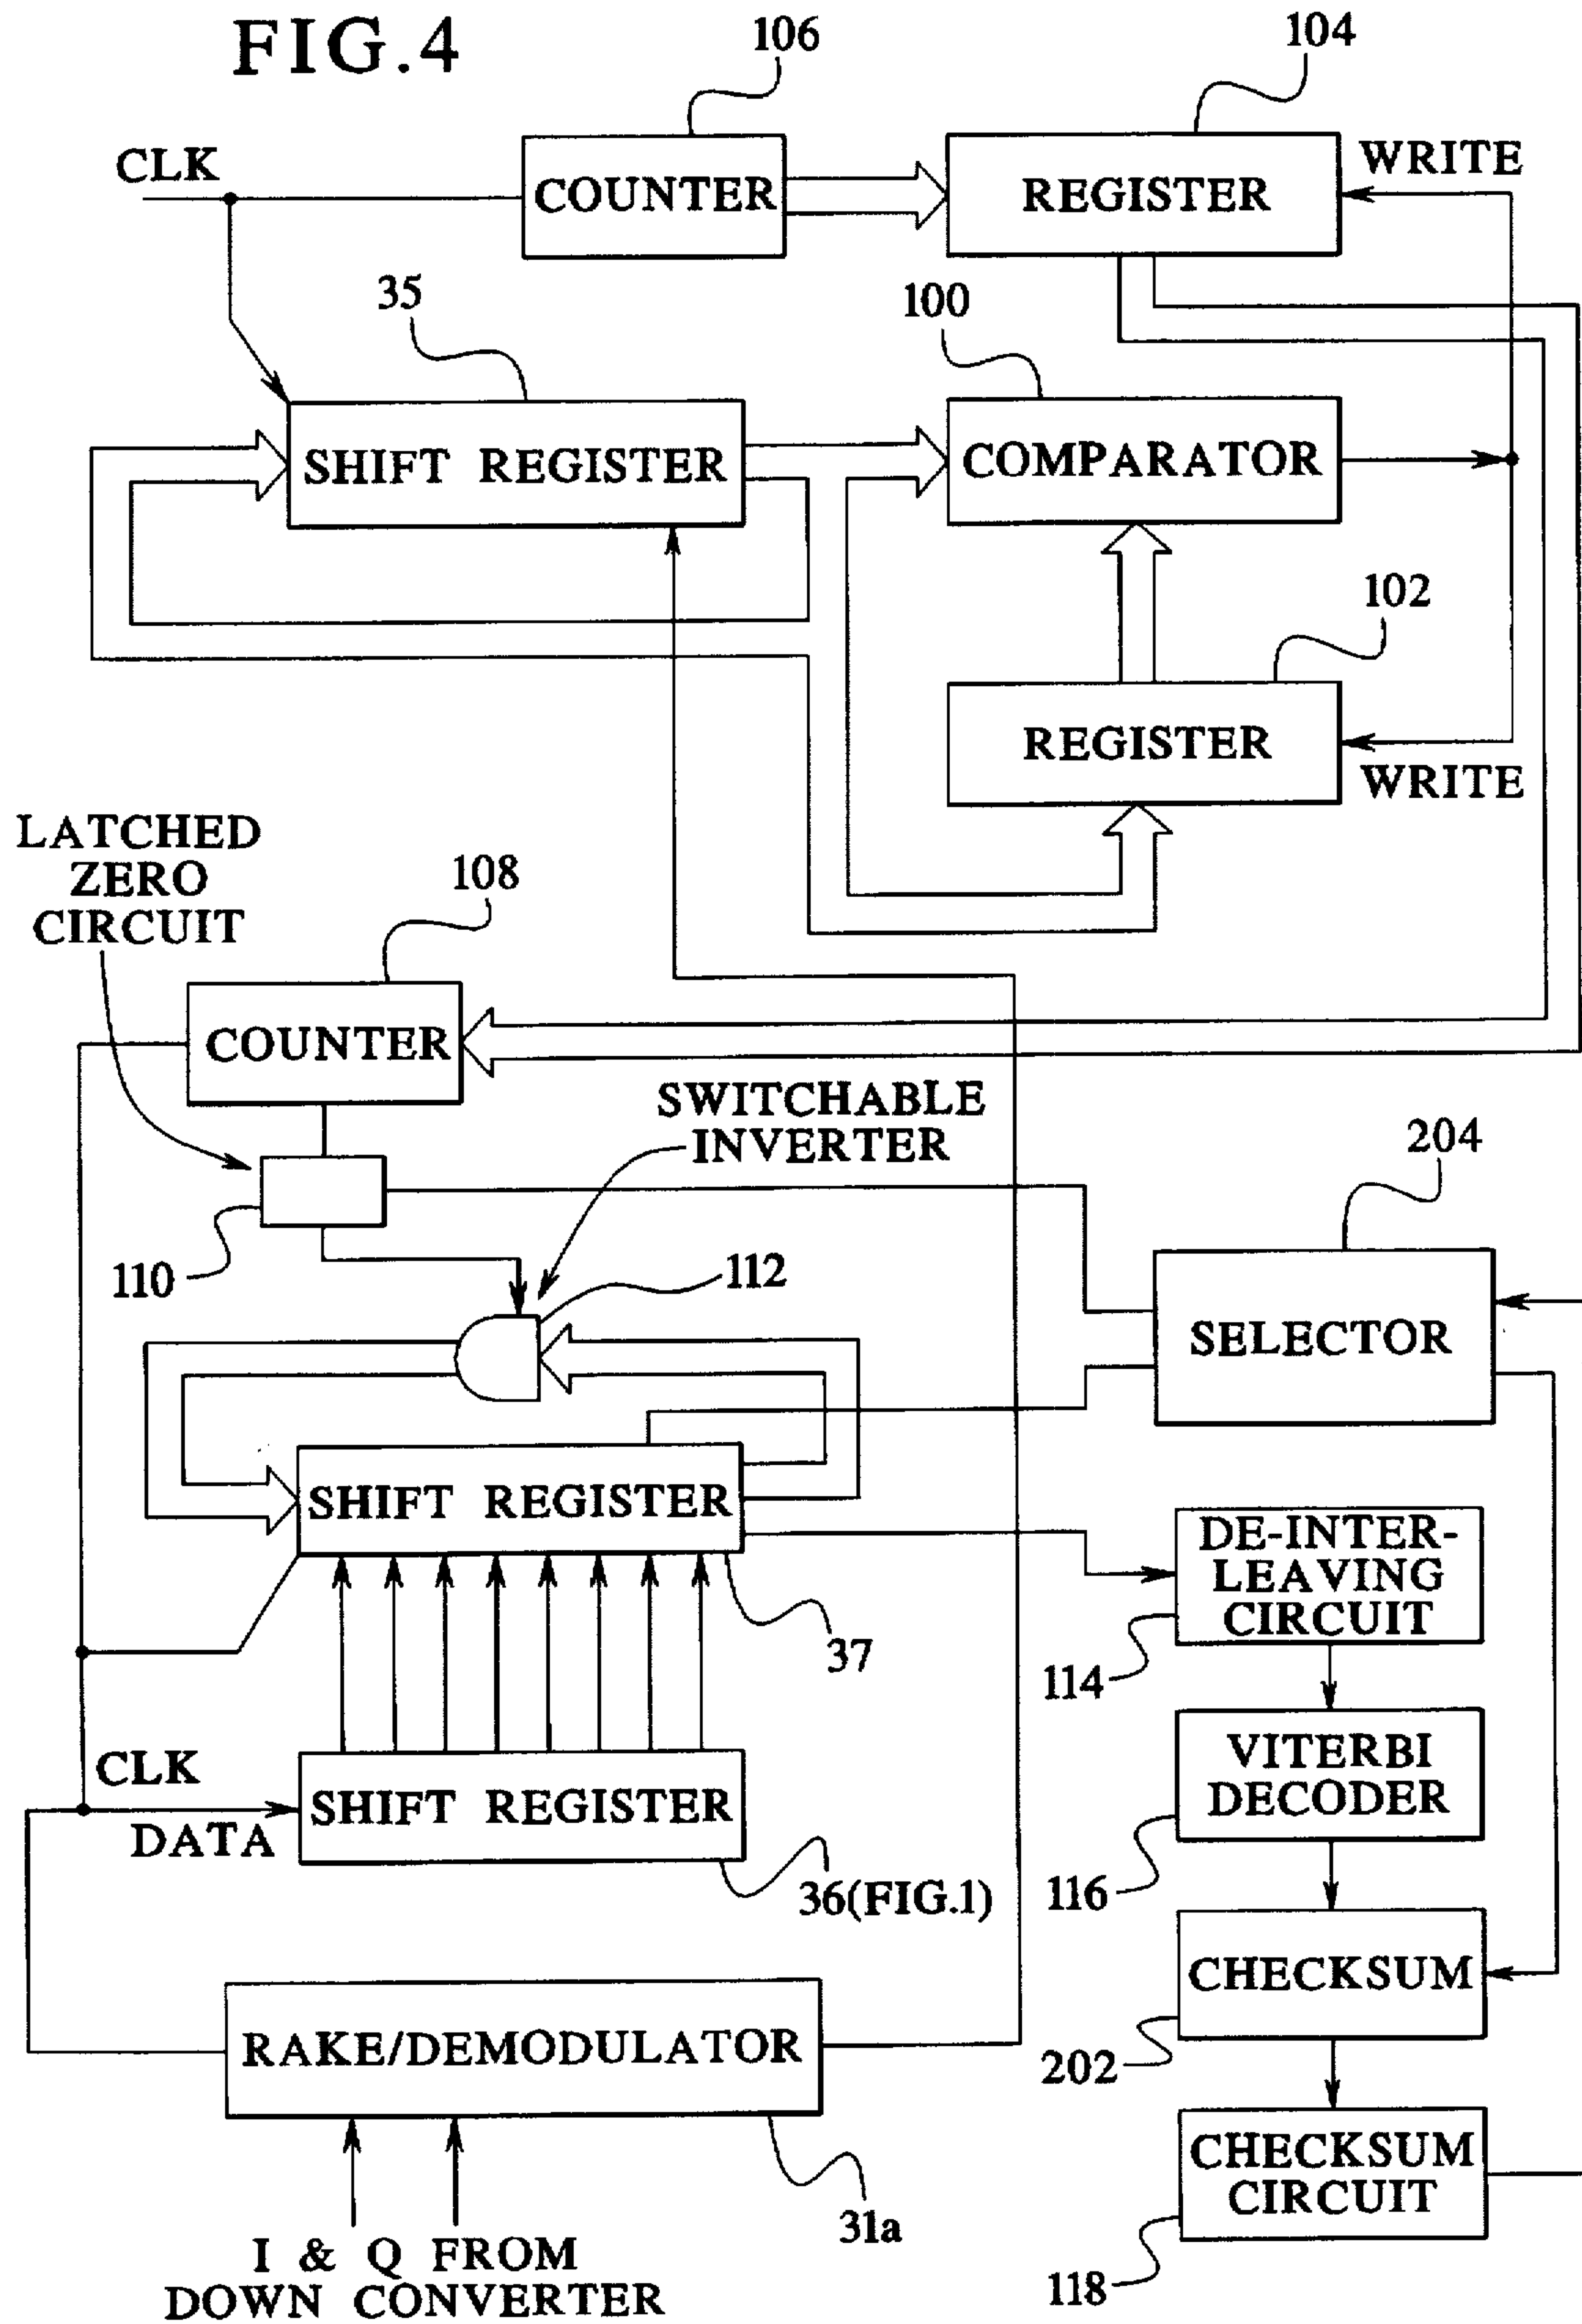 FIG.4
106
104
CLK
COUNTER
REGISTER
WRITE
35
100
SHIFT REGISTER
COMPARATOR
102
REGISTER
WRITE
LATCHED
ZERO
CIRCUIT
108
COUNTER
SWITCHABLE
INVERTER
204
110
112
SELECTOR
SHIFT REGISTER
DE-INTER-
LEAVING
CIRCUIT
37
114
CLK
DATA
SHIFT REGISTER
VITERBI
DECODER
36(FIG.1)
116
CHECKSUM
RAKE/DEMODULATOR
202
CHECKSUM
CIRCUIT
31a
I & Q FROM
DOWN CONVERTER
118